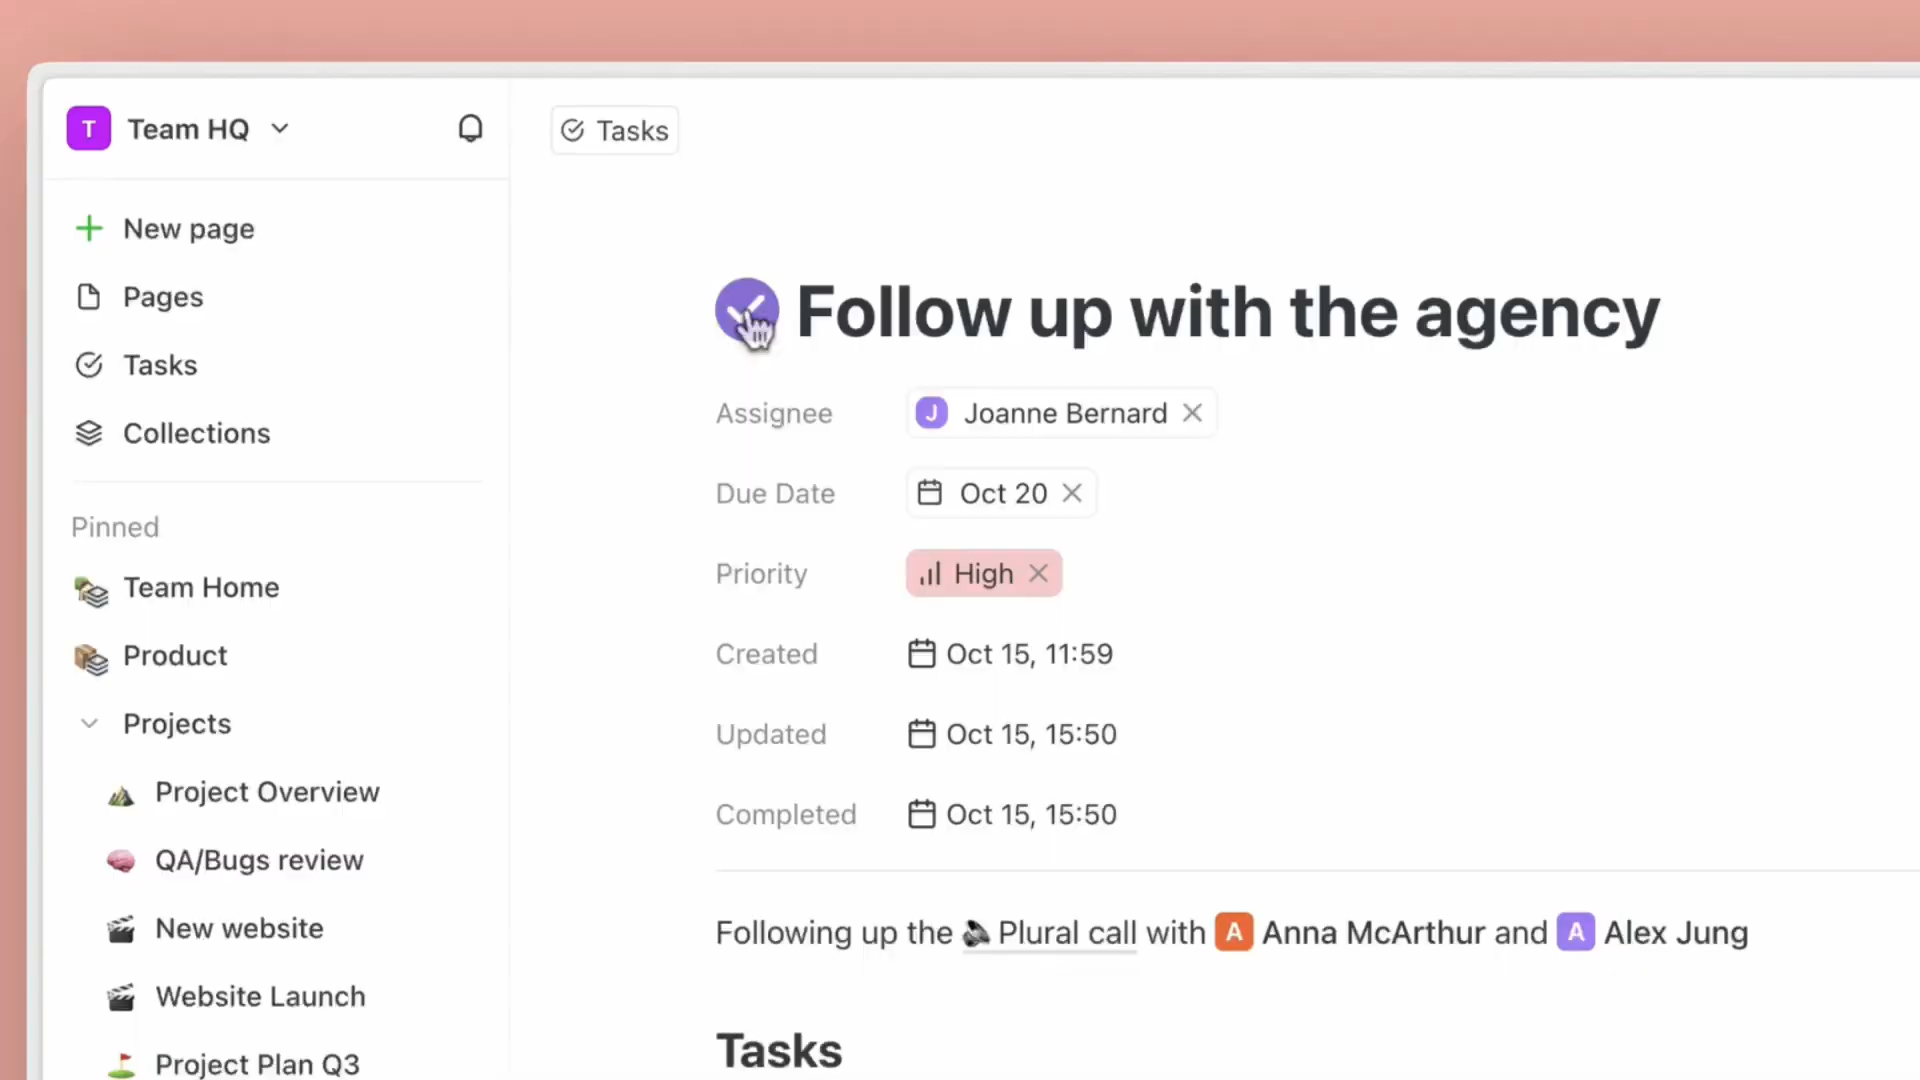 T Team HQ
Tasks
New page
Pages
Tasks
Collections
Pinned
Team Home
Product
Projects
Project Overview
QA/Bugs review
New website
Website Launch
Project Plan Q3
Follow up with the agency
Assignee J Joanne Bernard
Due Date Oct 20
Priority High
Created Oct 15, 11:59
Updated Oct 15, 15:50
Completed Oct 15, 15:50
Following up the Plural call with A Anna McArthur and A Alex Jung
Tasks